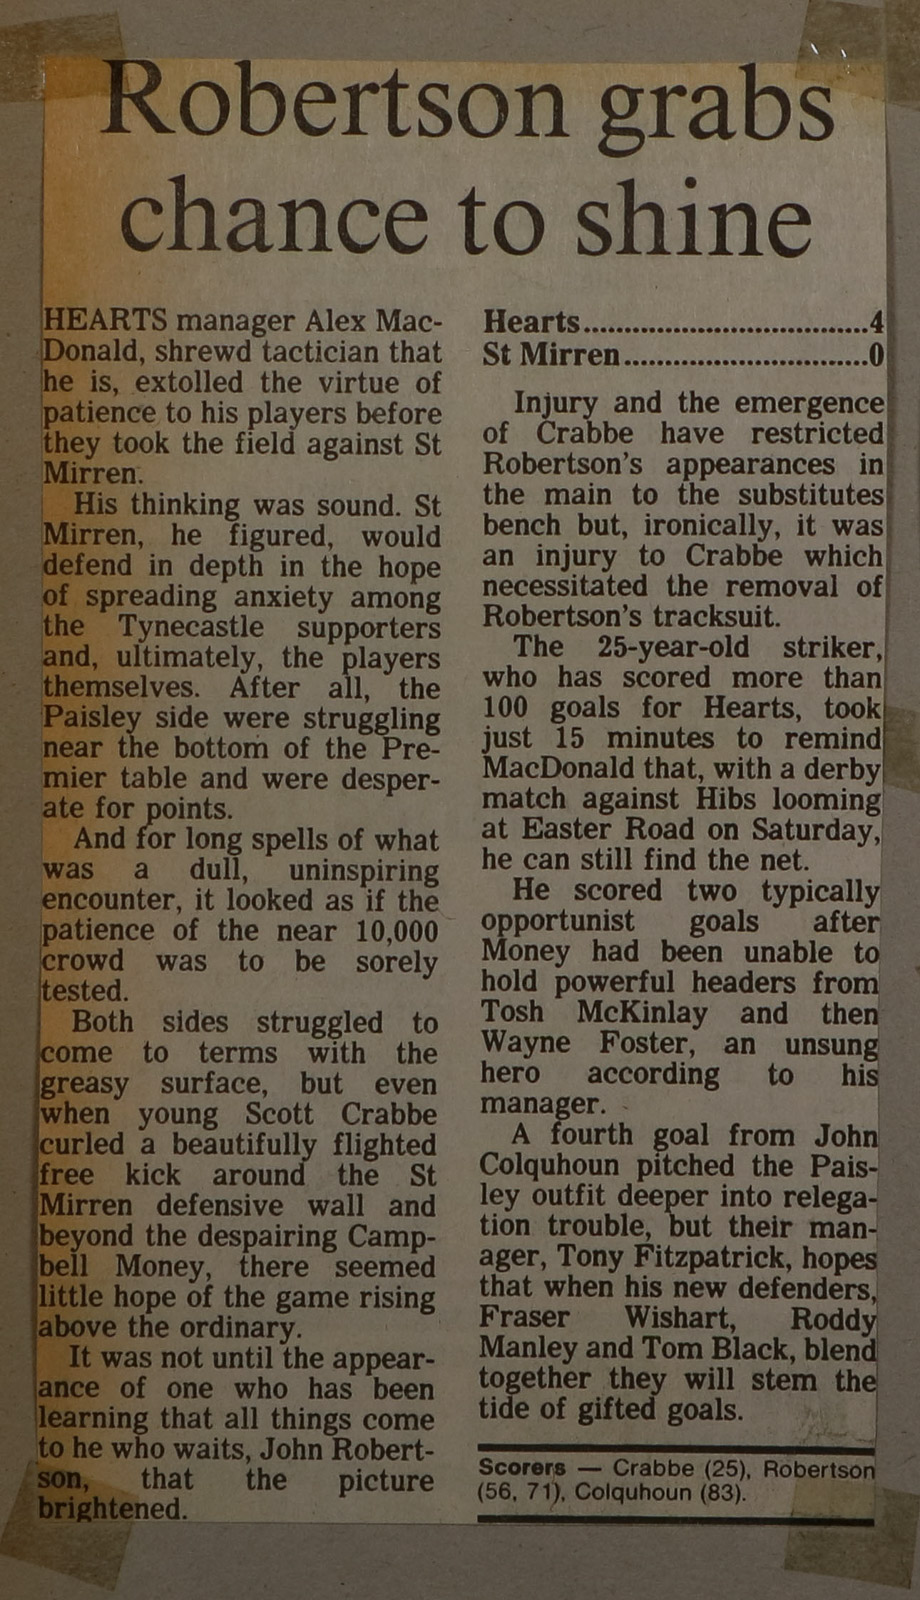 Robertson grabs
chance to shine
HEARTS manager Alex Mac-
Donald, shrewd tactician that
he is, extolled the virtue of
patience to his players before
they took the field against St
Mirren.
His thinking was sound. St
Mirren, he figured, would
defend in depth in the hope
of spreading anxiety among
the Tynecastle supporters
and, ultimately, the players
themselves. After all, the
Paisley side were struggling
near the bottom of the Pre-
mier table and were desper-
ate for points.
And for long spells of what
was a dull, uninspiring
encounter, it looked as if the
patience of the near 10,000
crowd was to be sorely
tested.
Both sides struggled to
come to terms with the
greasy surface, but even
when young Scott Crabbe
curled a beautifully flighted
free kick around the St
Mirren defensive wall and
beyond the despairing Camp-
bell Money, there seemed
little hope of the game rising
above the ordinary.
It was not until the appear-
ance of one who has been
learning that all things come
to he who waits, John Robert-
son, that the picture
brightened.
Hearts...................................4
St Mirren..............................0
Injury and the emergence
of Crabbe have restricted
Robertson's appearances in
the main to the substitutes
bench but, ironically, it was
an injury to Crabbe which
necessitated the removal of
Robertson's tracksuit.
The 25-year-old striker,
who has scored more than
100 goals for Hearts, took
just 15 minutes to remind
MacDonald that, with a derby
match against Hibs looming
at Easter Road on Saturday,
he can still find the net.
He scored two typically
opportunist goals after
Money had been unable to
hold powerful headers from
Tosh McKinlay and then
Wayne Foster, an unsung
hero according to his
manager.
A fourth goal from John
Colquhoun pitched the Pais-
ley outfit deeper into relega-
tion trouble, but their man-
ager, Tony Fitzpatrick, hopes
that when his new defenders,
Fraser Wishart, Roddy
Manley and Tom Black, blend
together they will stem the
tide of gifted goals.
Scorers — Crabbe (25), Robertson
(56, 71), Colquhoun (83).